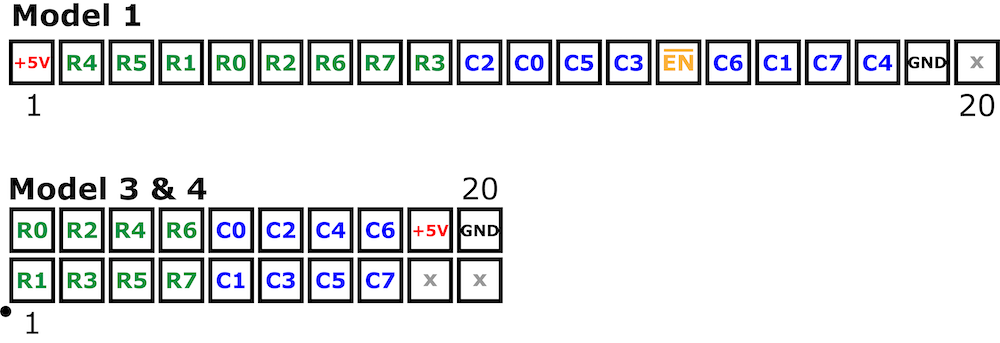 Model 1
+5V R4 R5 R1 R0 R2 R6 R7 R3 C2 C0 C5 C3 EN C6 C1 C7 C4 GND x
1 20
Model 3 & 4 20
R0 R2 R4 R6 C0 C2 C4 C6 +5V GND
R1 R3 R5 R7 C1 C3 C5 C7 x x
1